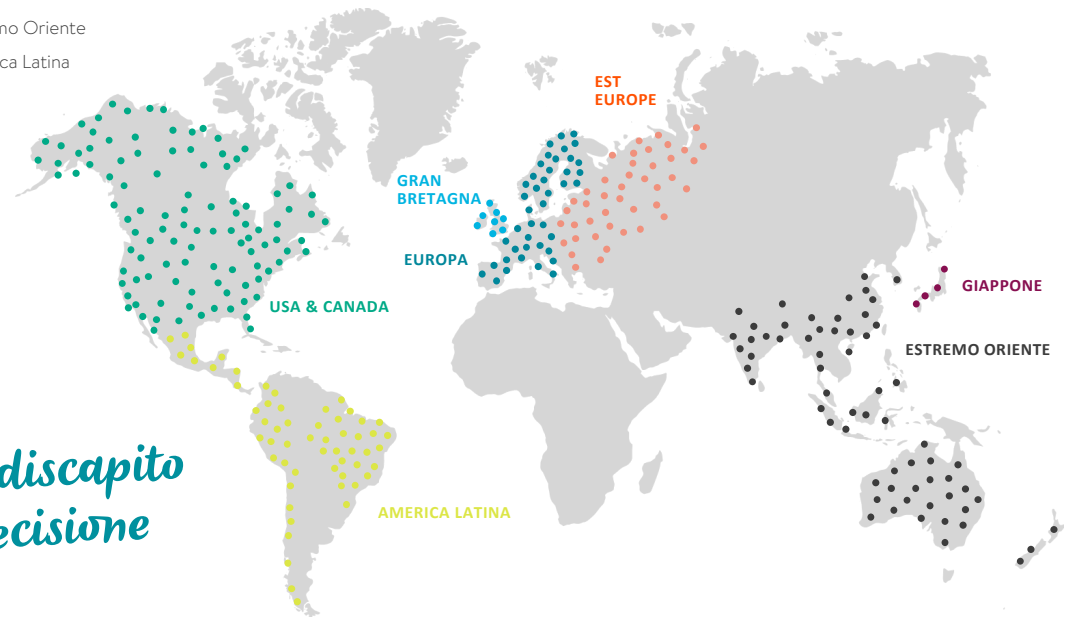 mo Oriente
ca Latina
EST
EUROPE
GRAN
BRETAGNA
EUROPA
GIAPPONE
USA & CANADA
ESTREMO ORIENTE
discapito
ecisione
AMERICA LATINA